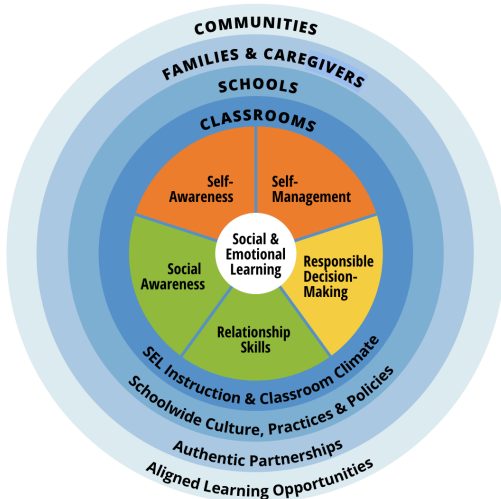 COMMUNITIES
FAMILIES & CAREGIVERS
SCHOOLS
CLASSROOMS
Self-
Awareness
Self-
Management
Social &
Emotional
Learning
Social
Awareness
Responsible
Decision-
Making
Relationship
Skills
SEL Instruction & Classroom Climate
Schoolwide Culture, Practices & Policies
Authentic Partnerships
Aligned Learning Opportunities